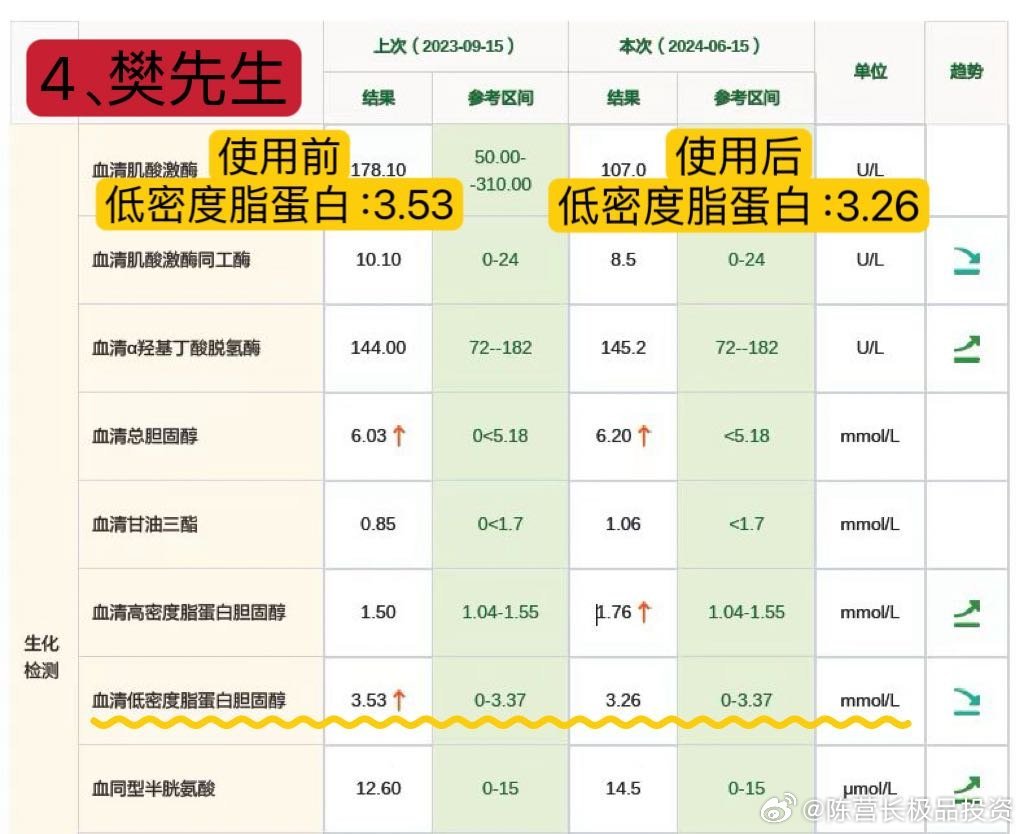 4、樊先生
上次（2023-09-15） 本次（2024-06-15） 单位 趋势
结果 参考区间 结果 参考区间
使用前 使用后
血清肌酸激酶 178.10 50.00--310.00 107.0 U/L
低密度脂蛋白:3.53 低密度脂蛋白:3.26
血清肌酸激酶同工酶 10.10 0-24 8.5 0-24 U/L
血清α羟基丁酸脱氢酶 144.00 72--182 145.2 72--182 U/L
血清总胆固醇 6.03↑ 0<5.18 6.20↑ <5.18 mmol/L
血清甘油三酯 0.85 0<1.7 1.06 <1.7 mmol/L
血清高密度脂蛋白胆固醇 1.50 1.04-1.55 1.76↑ 1.04-1.55 mmol/L
生化检测
血清低密度脂蛋白胆固醇 3.53↑ 0-3.37 3.26 0-3.37 mmol/L
血同型半胱氨酸 12.60 0-15 14.5 0-15 μmol/L
@陈营长极品投资